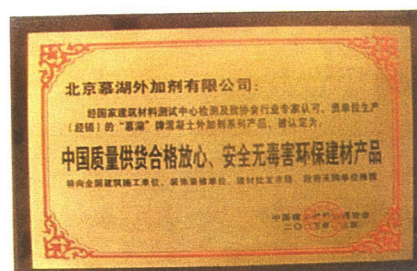 北京慕湖外加剂有限公司：
经国家建筑材料测试中心检测及我协会行业专家认可，贵单位生产
（经销）的“慕湖”牌混凝土外加剂系列产品，被认定为：
中国质量供货合格放心、安全无毒害环保建材产品
特向全国建筑施工单位、装饰装修单位、建材批发市场、政府采购单位推荐